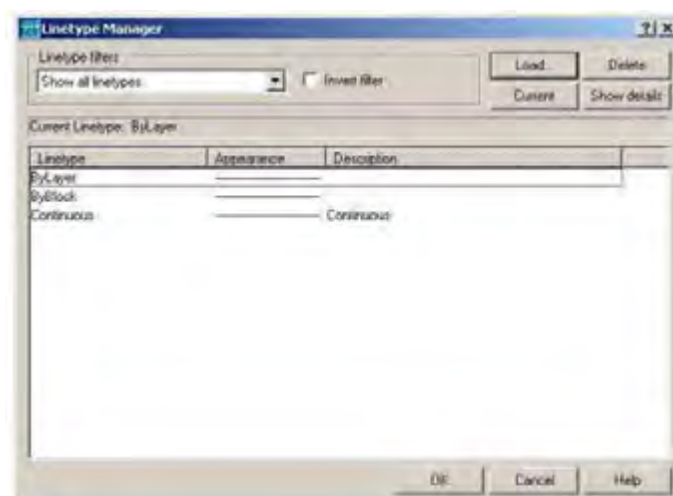 Linetype Manager
Linetype filters
Show all linetypes
Invert filter
Load...
Delete
Current
Show details
Current Linetype: ByLayer
Linetype Appearance Description
ByLayer
ByBlock
Continuous Continuous
OK Cancel Help